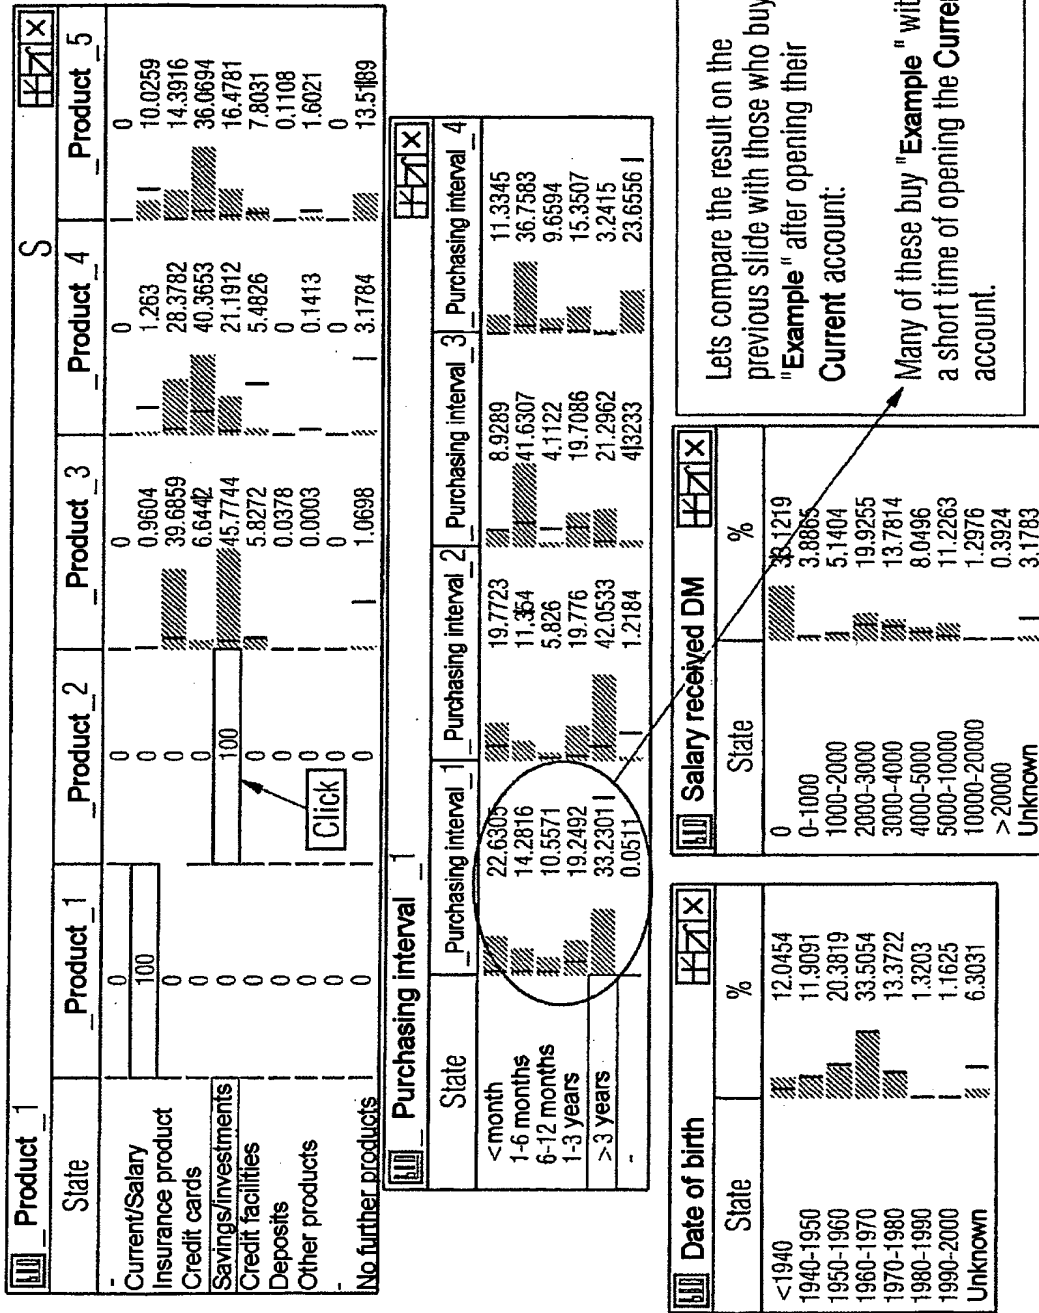 _Product_1
S
State _Product_1 _Product_2 _Product_3 _Product_4 _Product_5
- 0 0 0 0 0
Current/Salary 100 0 0.9604 1.263 10.0259
Insurance product 0 0 39.6859 28.3782 14.3916
Credit cards 0 0 6.6442 40.3653 36.0694
Savings/investments 0 100 45.7744 21.1912 16.4781
Credit facilities 0 0 5.8272 5.4826 7.8031
Deposits 0 0 0.0378 0 0.1108
Other products 0 0 0.0003 0.1413 1.6021
- 0 0 0 0 0
No further products 0 0 1.0698 3.1784 13.5189
Click
_Purchasing interval_1
State _Purchasing interval_1 _Purchasing interval_2 _Purchasing interval_3 _Purchasing interval_4
<month 22.6305 19.7723 8.9289 11.3345
1-6 months 14.2816 11.354 41.6307 36.7583
6-12 months 10.5571 5.826 4.1122 9.6594
1-3 years 19.2492 19.776 19.7086 15.3507
>3 years 33.2301 42.0533 21.2962 3.2415
- 0.0511 1.2184 4.3233 23.6556
Date of birth
State %
<1940 12.0454
1940-1950 11.9091
1950-1960 20.3819
1960-1970 33.5054
1970-1980 13.3722
1980-1990 1.3203
1990-2000 1.1625
Unknown 6.3031
Salary received DM
State %
0 33.1219
0-1000 3.8865
1000-2000 5.1404
2000-3000 19.9255
3000-4000 13.7814
4000-5000 8.0496
5000-10000 11.2263
10000-20000 1.2976
>20000 0.3924
Unknown 3.1783
Lets compare the result on the
previous slide with those who buy
"Example" after opening their
Current account:
Many of these buy "Example" wit
a short time of opening the Curre
account.